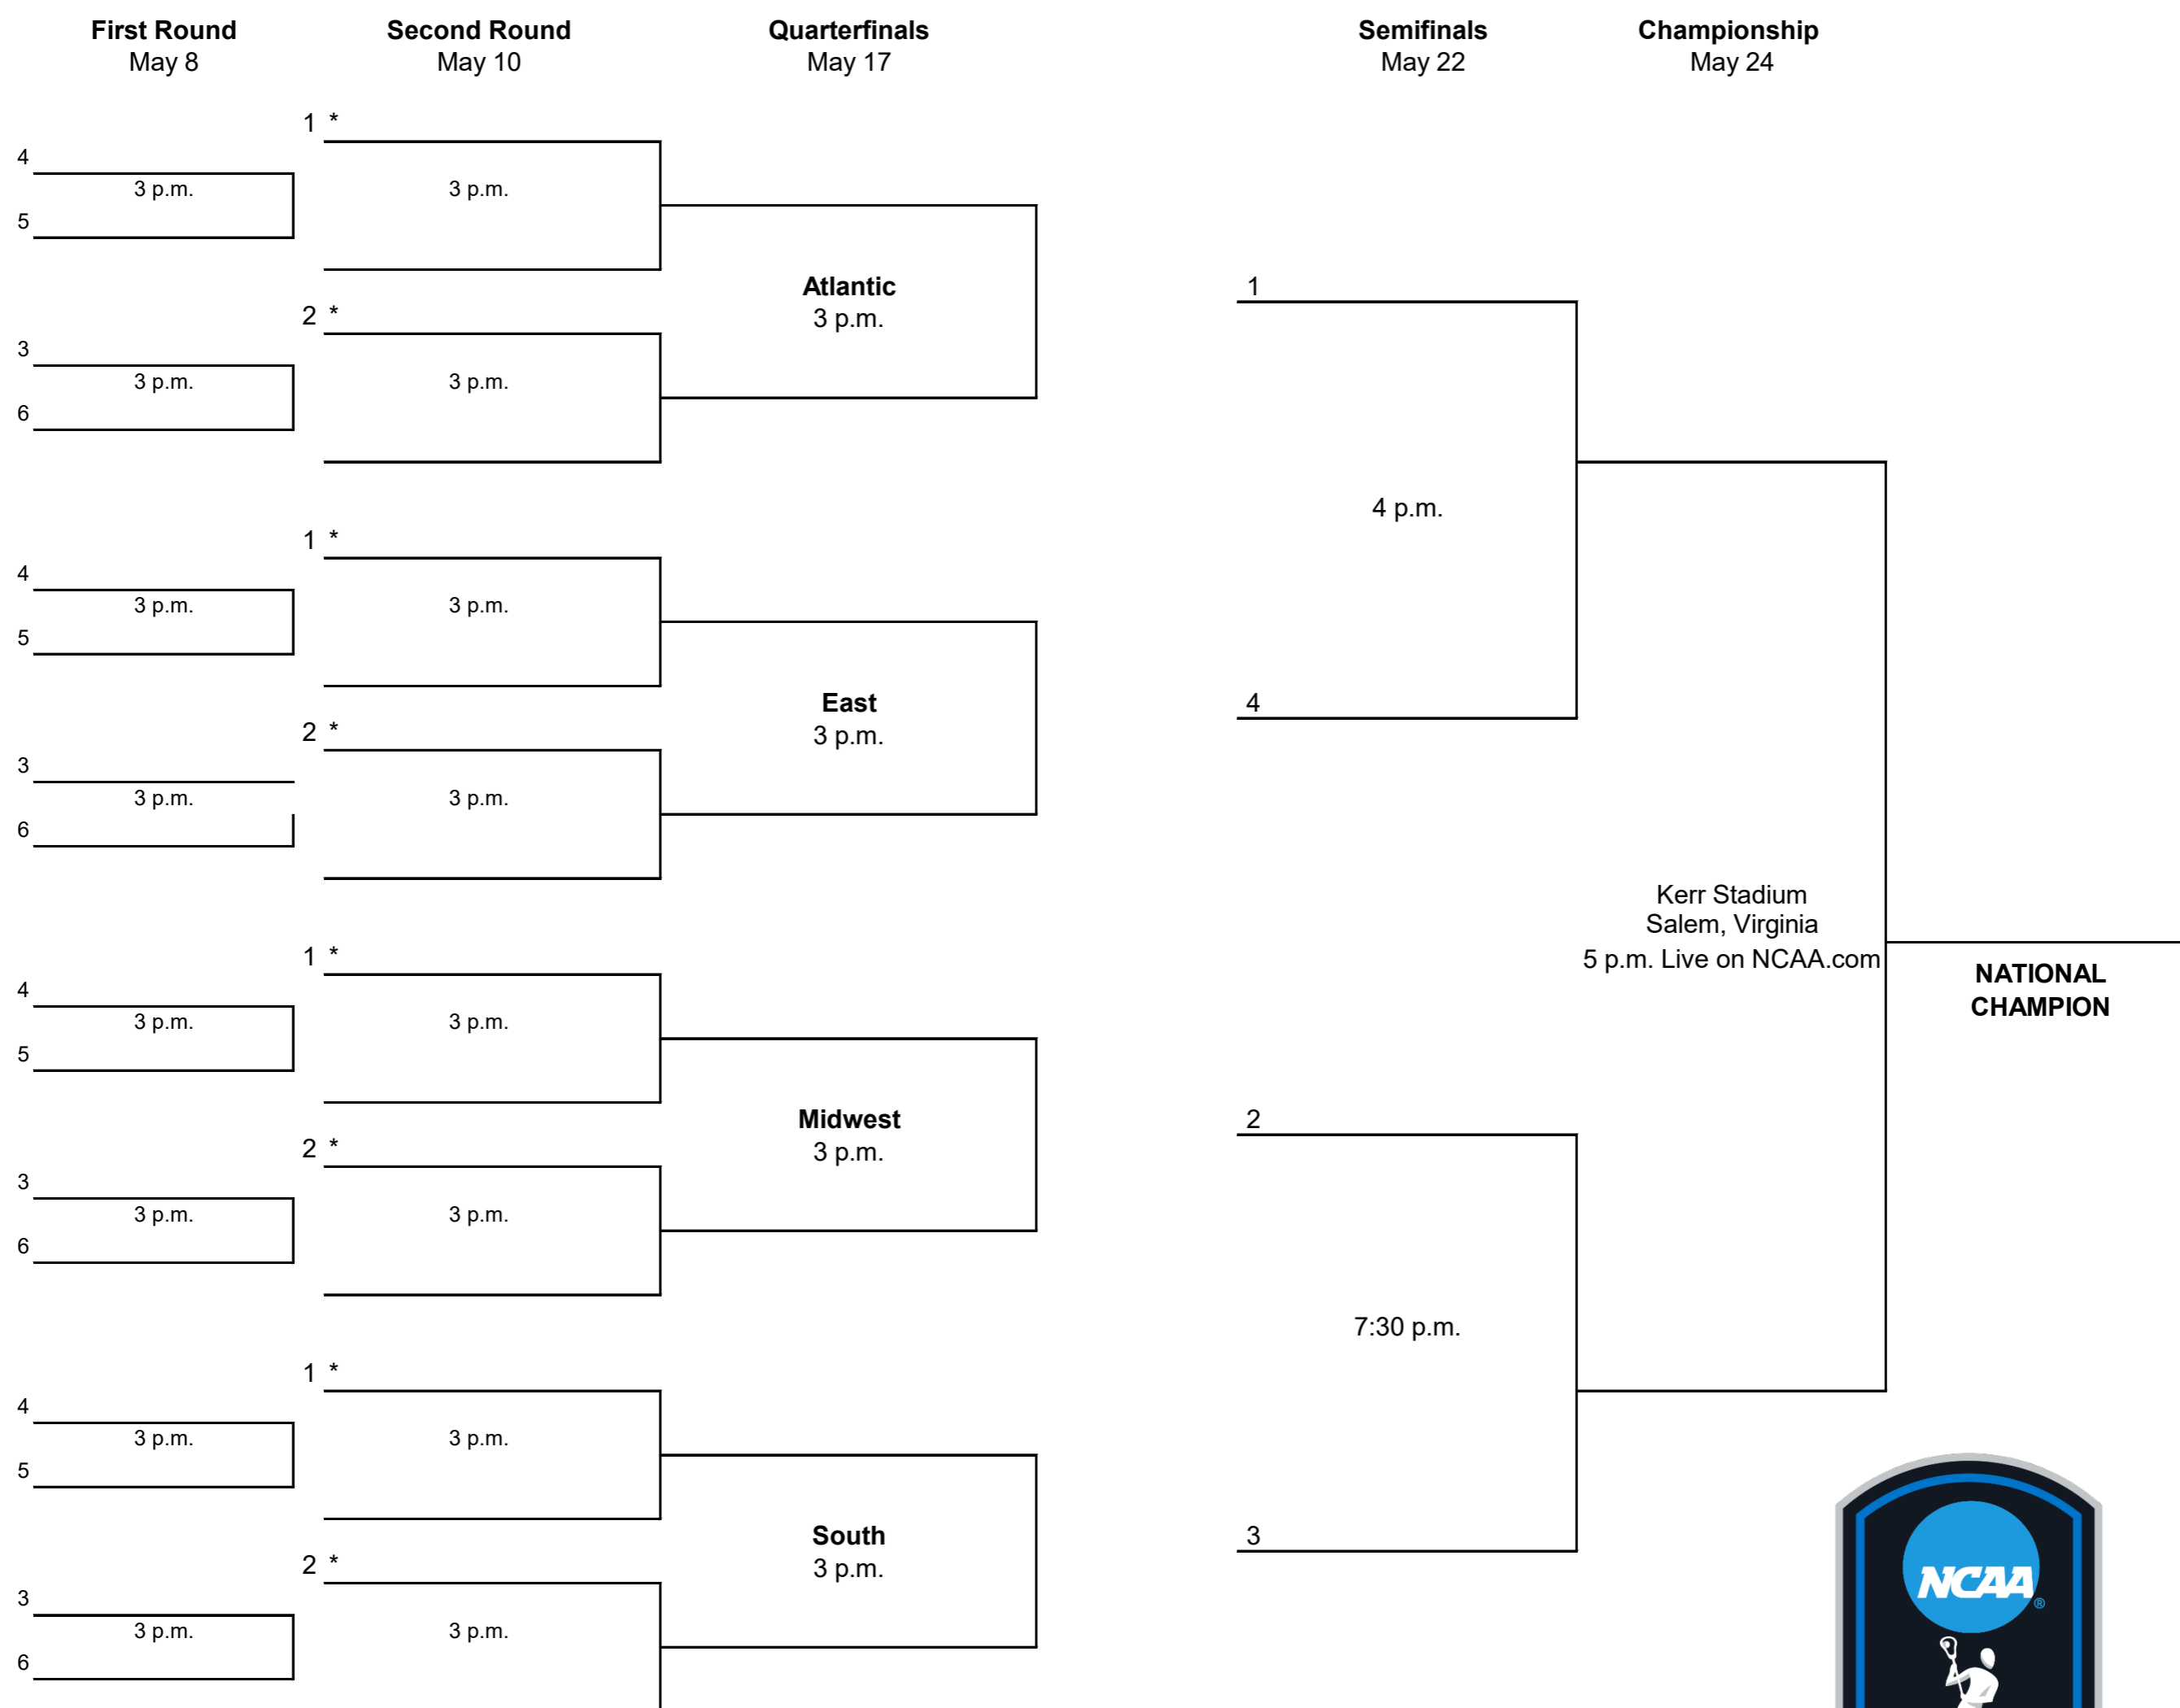 First Round
May 8
Second Round
May 10
Quarterfinals
May 17
Semifinals
May 22
Championship
May 24
1 *
4
3 p.m.
3 p.m.
5
Atlantic
3 p.m.
1
2 *
3
3 p.m.
3 p.m.
6
4 p.m.
1 *
4
3 p.m.
3 p.m.
5
East
3 p.m.
4
2 *
3
3 p.m.
3 p.m.
6
Kerr Stadium
Salem, Virginia
5 p.m. Live on NCAA.com
NATIONAL
CHAMPION
1 *
4
3 p.m.
3 p.m.
5
Midwest
3 p.m.
2
2 *
3
3 p.m.
3 p.m.
6
7:30 p.m.
1 *
4
3 p.m.
3 p.m.
5
South
3 p.m.
3
2 *
3
3 p.m.
3 p.m.
6
NCAA
®